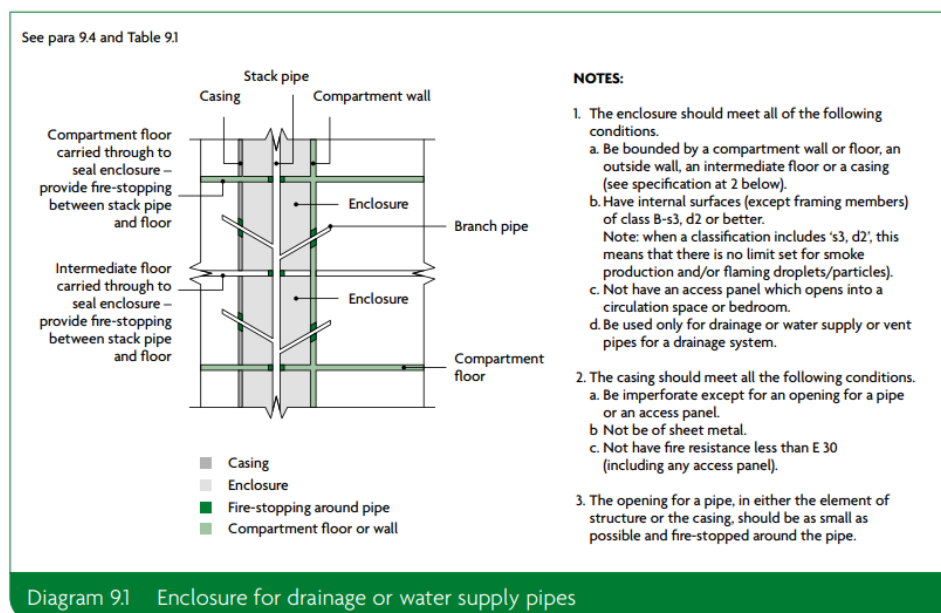 See para 9.4 and Table 9.1
Stack pipe
Casing
Compartment wall
Compartment floor
carried through to
seal enclosure –
provide fire-stopping
between stack pipe
and floor
Enclosure
Branch pipe
Intermediate floor
carried through to
seal enclosure –
provide fire-stopping
between stack pipe
and floor
Enclosure
Compartment
floor
Casing
Enclosure
Fire-stopping around pipe
Compartment floor or wall
NOTES:
1. The enclosure should meet all of the following
conditions.
a. Be bounded by a compartment wall or floor, an
outside wall, an intermediate floor or a casing
(see specification at 2 below).
b. Have internal surfaces (except framing members)
of class B-s3, d2 or better.
Note: when a classification includes ‘s3, d2’, this
means that there is no limit set for smoke
production and/or flaming droplets/particles).
c. Not have an access panel which opens into a
circulation space or bedroom.
d. Be used only for drainage or water supply or vent
pipes for a drainage system.
2. The casing should meet all the following conditions.
a. Be imperforate except for an opening for a pipe
or an access panel.
b Not be of sheet metal.
c. Not have fire resistance less than E 30
(including any access panel).
3. The opening for a pipe, in either the element of
structure or the casing, should be as small as
possible and fire-stopped around the pipe.
Diagram 9.1 Enclosure for drainage or water supply pipes